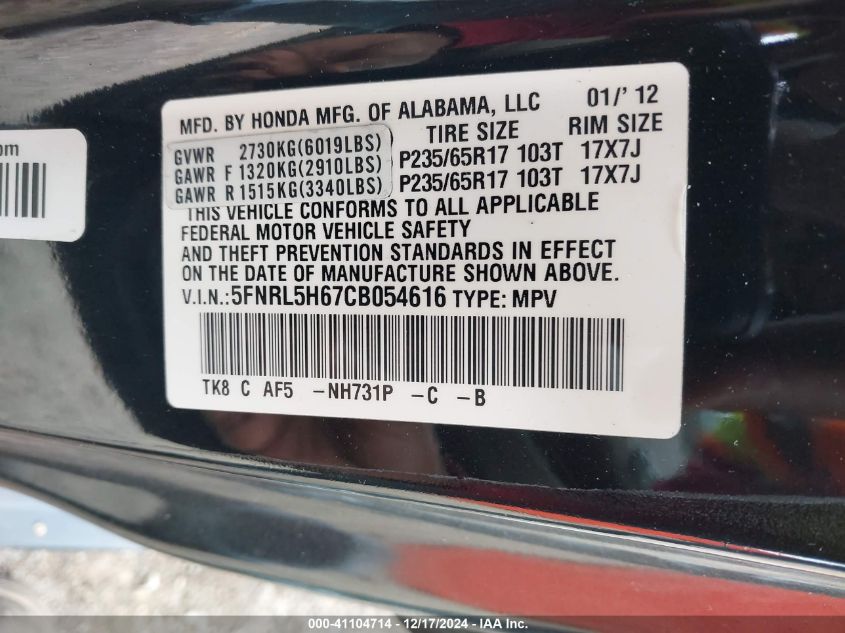 om
MFD. BY HONDA MFG. OF ALABAMA, LLC 01/' 12
TIRE SIZE RIM SIZE
GVWR 2730KG(6019LBS)
GAWR F 1320KG(2910LBS) P235/65R17 103T 17X7J
GAWR R 1515KG(3340LBS) P235/65R17 103T 17X7J
THIS VEHICLE CONFORMS TO ALL APPLICABLE
FEDERAL MOTOR VEHICLE SAFETY
AND THEFT PREVENTION STANDARDS IN EFFECT
ON THE DATE OF MANUFACTURE SHOWN ABOVE.
V.I.N.:5FNRL5H67CB054616 TYPE: MPV
TK8 C AF5 -NH731P -C -B
000-41104714 - 12/17/2024 - IAA Inc.